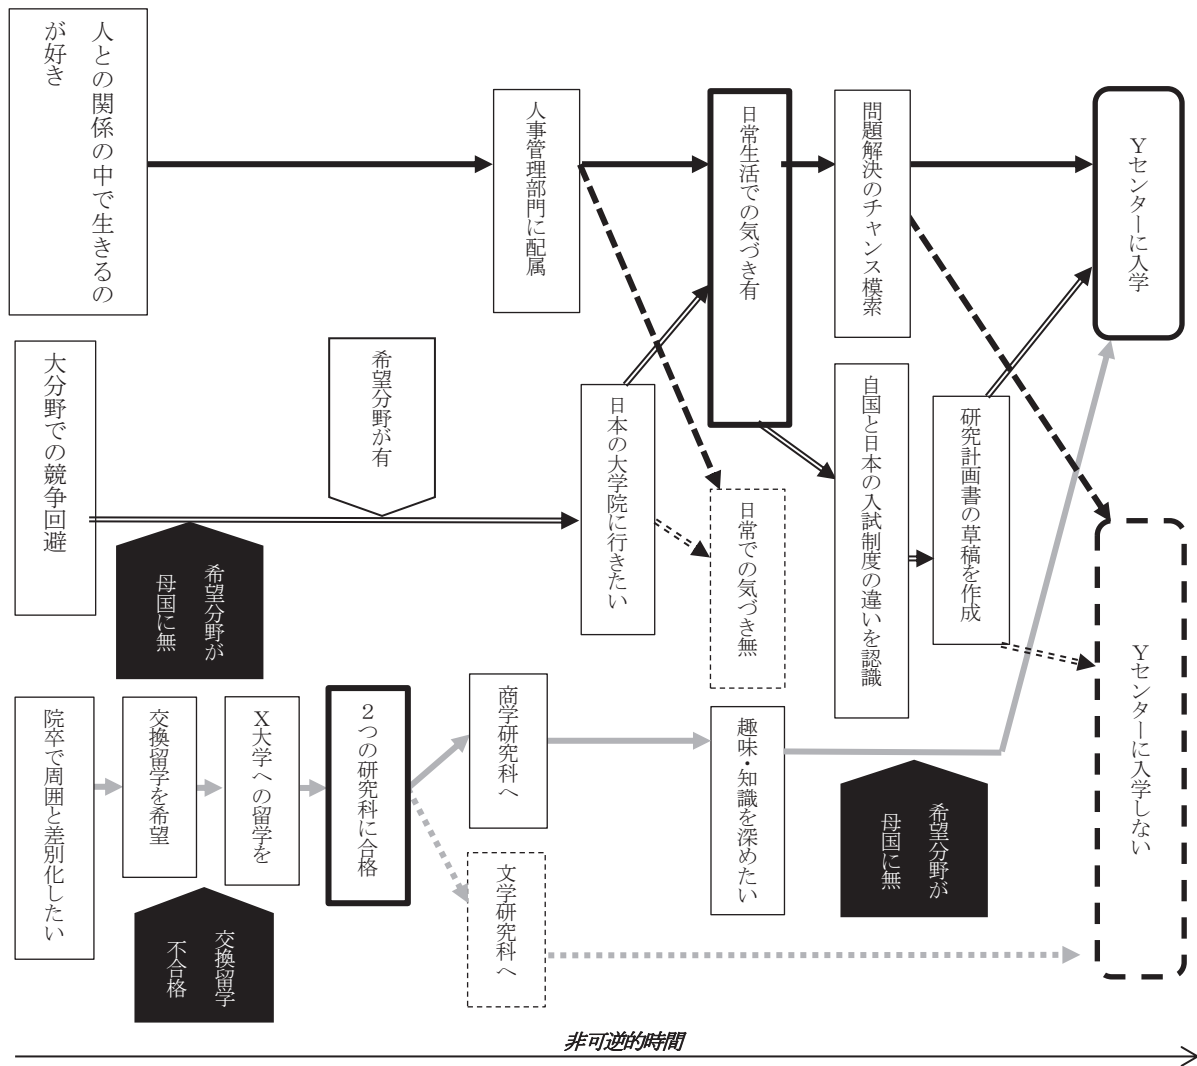 人との関係の中で生きるの
が好き
人事管理部門に配属
日常生活での気づき有
問題解決のチャンス模索
Yセンターに入学
大分野での競争回避
希望分野が有
希望分野が
母国に無
日本の大学院に行きたい
日常での気づき無
自国と日本の入試制度の違いを認識
研究計画書の草稿を作成
Yセンターに入学しない
院卒で周囲と差別化したい
交換留学を希望
X大学への留学を
2つの研究科に合格
商学研究科へ
文学研究科へ
趣味・知識を深めたい
希望分野が
母国に無
交換留学
不合格
非可逆的時間